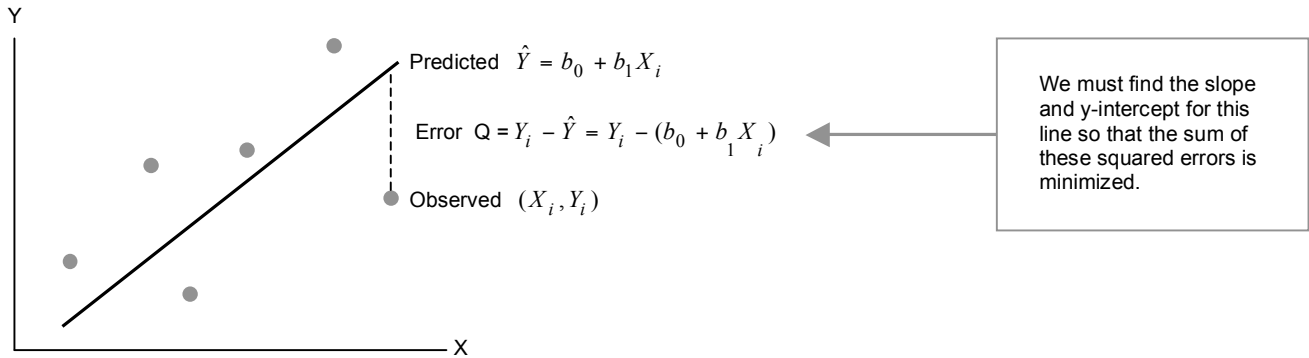 Y
Predicted Ŷ = b₀ + b₁Xᵢ
Error Q = Yᵢ − Ŷ = Yᵢ − (b₀ + b₁Xᵢ)
Observed (Xᵢ, Yᵢ)
X
We must find the slope
and y-intercept for this
line so that the sum of
these squared errors is
minimized.